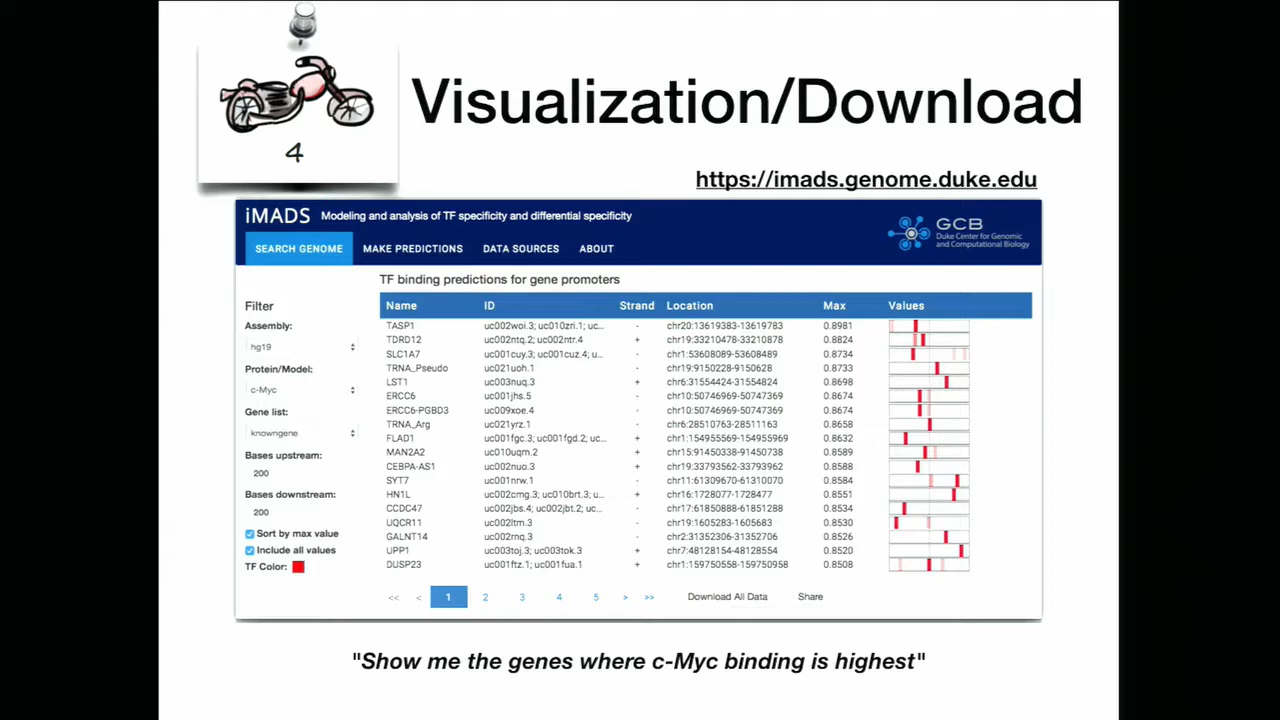 4
Visualization/Download
https://imads.genome.duke.edu
iMADS Modeling and analysis of TF specificity and differential specificity
GCB
Duke Center for Genomic
and Computational Biology
SEARCH GENOME MAKE PREDICTIONS DATA SOURCES ABOUT
TF binding predictions for gene promoters
Filter
Assembly:
hg19
Protein/Model:
c-Myc
Gene list:
knowngene
Bases upstream:
200
Bases downstream:
200
Sort by max value
Include all values
TF Color:
Name ID Strand Location Max Values
TASP1 uc002woi.3; uc010zri.1; uc... - chr20:13619383-13619783 0.8981
TDRD12 uc002ntq.2; uc002ntr.4 + chr19:33210478-33210878 0.8824
SLC1A7 uc001cuy.3; uc001cuz.4; u... - chr1:53608089-53608489 0.8734
TRNA_Pseudo uc021uoh.1 - chr19:9150228-9150628 0.8733
LST1 uc003nuq.3 + chr6:31554424-31554824 0.8698
ERCC6 uc001jhs.5 - chr10:50746969-50747369 0.8674
ERCC6-PGBD3 uc009xoe.4 - chr10:50746969-50747369 0.8674
TRNA_Arg uc021yrz.1 - chr6:28510763-28511163 0.8658
FLAD1 uc001fgc.3; uc001fgd.2; uc... + chr1:154955569-154955969 0.8632
MAN2A2 uc010uqm.2 + chr15:91450338-91450738 0.8589
CEBPA-AS1 uc002nuo.3 + chr19:33793562-33793962 0.8588
SYT7 uc001nrw.1 - chr11:61309670-61310070 0.8584
HN1L uc002cmg.3; uc010brt.3; u... + chr16:1728077-1728477 0.8551
CCDC47 uc002jbs.4; uc002jbt.2; uc... - chr17:61850888-61851288 0.8534
UQCR11 uc002ltm.3 - chr19:1605283-1605683 0.8530
GALNT14 uc002rnq.3 - chr2:31352306-31352706 0.8526
UPP1 uc003toj.3; uc003tok.3 + chr7:48128154-48128554 0.8520
DUSP23 uc001ftz.1; uc001fua.1 + chr1:159750558-159750958 0.8508
<< < 1 2 3 4 5 > >> Download All Data Share
"Show me the genes where c-Myc binding is highest"